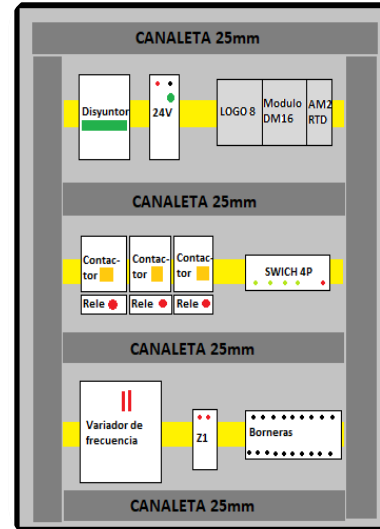 CANALETA 25mm
Disyuntor
24V
LOGO 8
Modulo
DM16
AM2
RTD
CANALETA 25mm
Contac-
tor
Contac-
tor
Contac-
tor
Rele
Rele
Rele
SWICH 4P
CANALETA 25mm
Variador de
frecuencia
Z1
Borneras
CANALETA 25mm